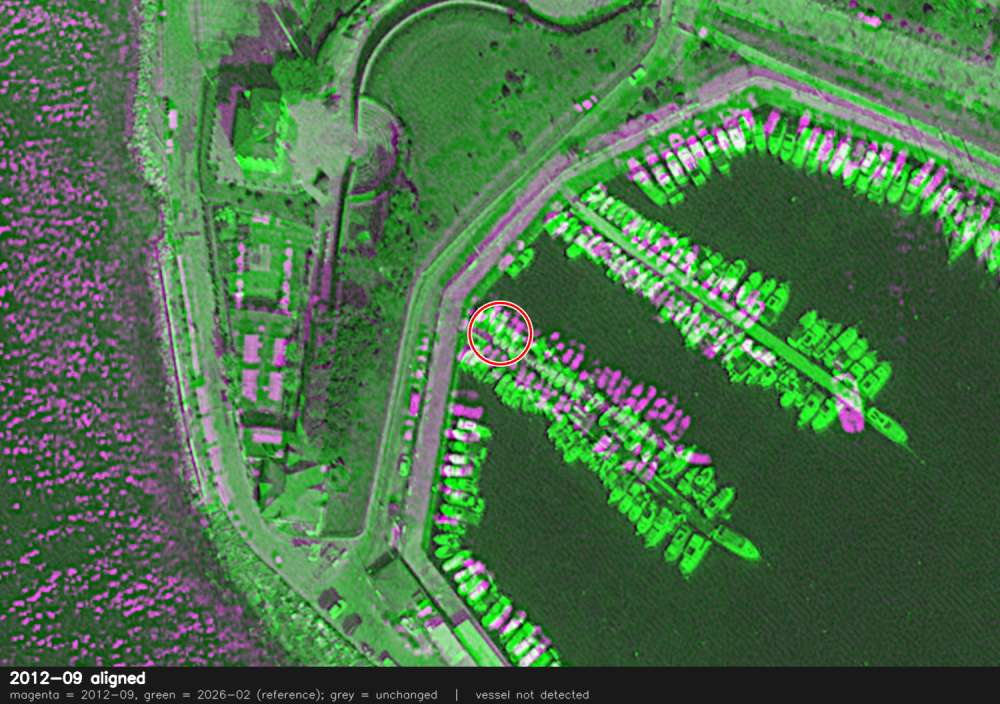 2012-09 aligned
magenta = 2012-09, green = 2026-02 (reference); grey = unchanged | vessel not detected